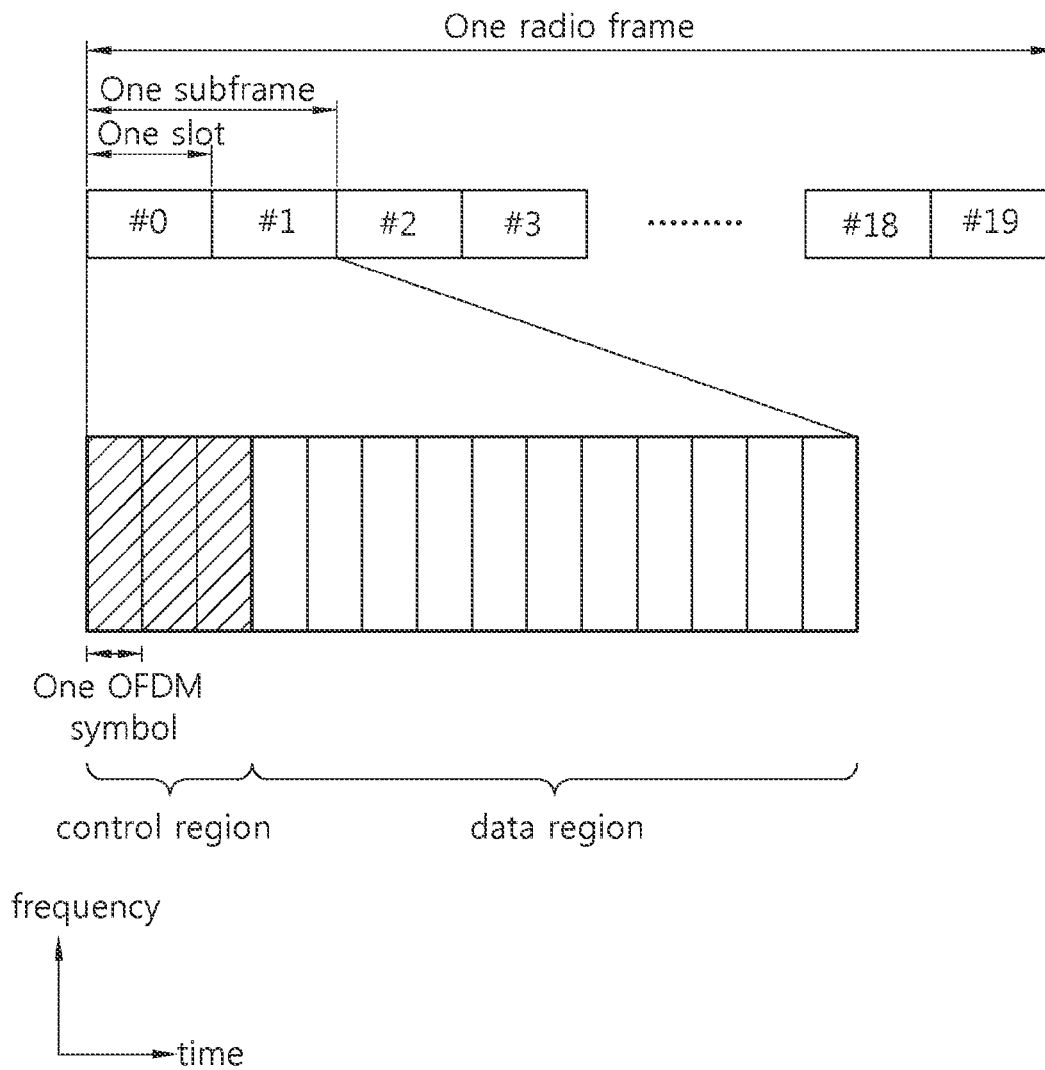 One radio frame
One subframe
One slot
#0 #1 #2 #3 ········· #18 #19
One OFDM
symbol
control region data region
frequency
time